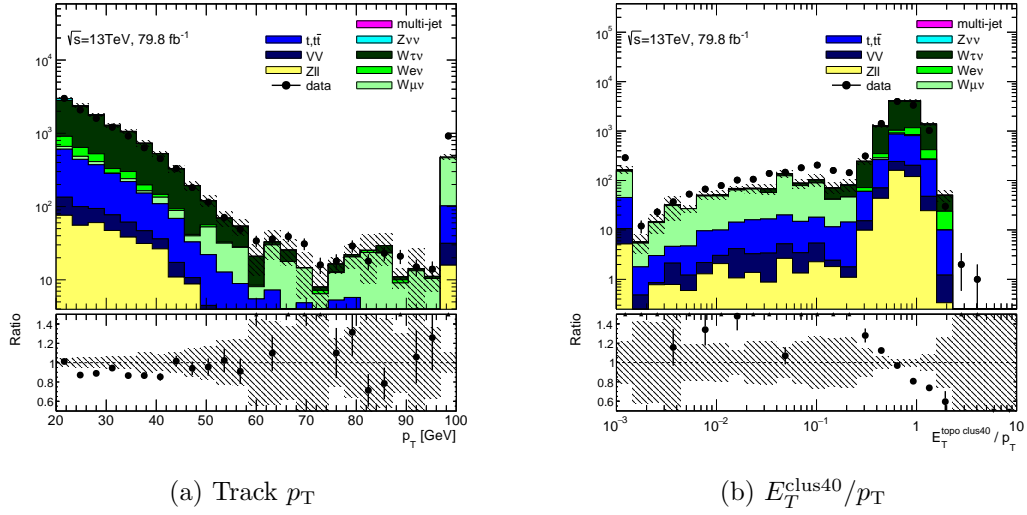 √s=13TeV, 79.8 fb⁻¹
t,tt̄
VV
Zll
data
multi-jet
Zνν
Wτν
Weν
Wμν
10⁴
10³
10²
10
Ratio
1.4
1.2
1
0.8
0.6
20 30 40 50 60 70 80 90 100
p_T [GeV]
(a) Track p_T
√s=13TeV, 79.8 fb⁻¹
t,tt̄
VV
Zll
data
multi-jet
Zνν
Wτν
Weν
Wμν
10⁵
10⁴
10³
10²
10
1
Ratio
1.4
1.2
1
0.8
0.6
10⁻³ 10⁻² 10⁻¹ 1 10
E_T^{topo clus40} / p_T
(b) E_T^{clus40}/p_T